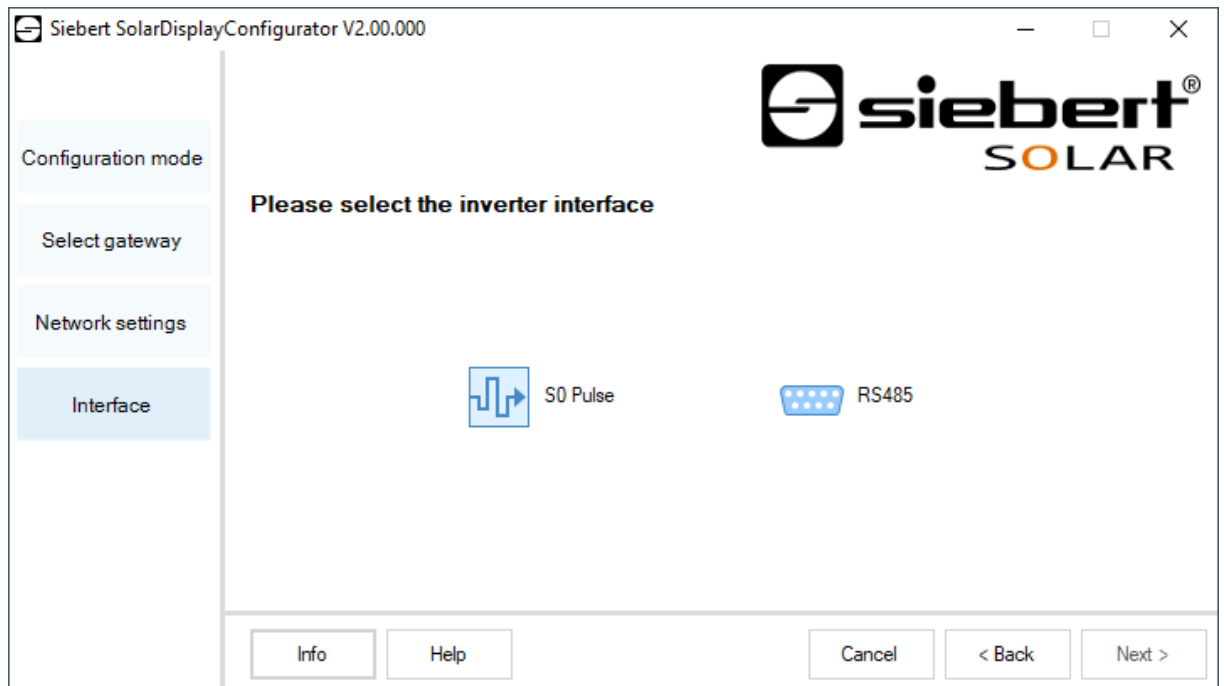 Siebert SolarDisplayConfigurator V2.00.000
siebert®
SOLAR
Configuration mode
Select gateway
Network settings
Interface
Please select the inverter interface
S0 Pulse
RS485
Info
Help
Cancel
< Back
Next >